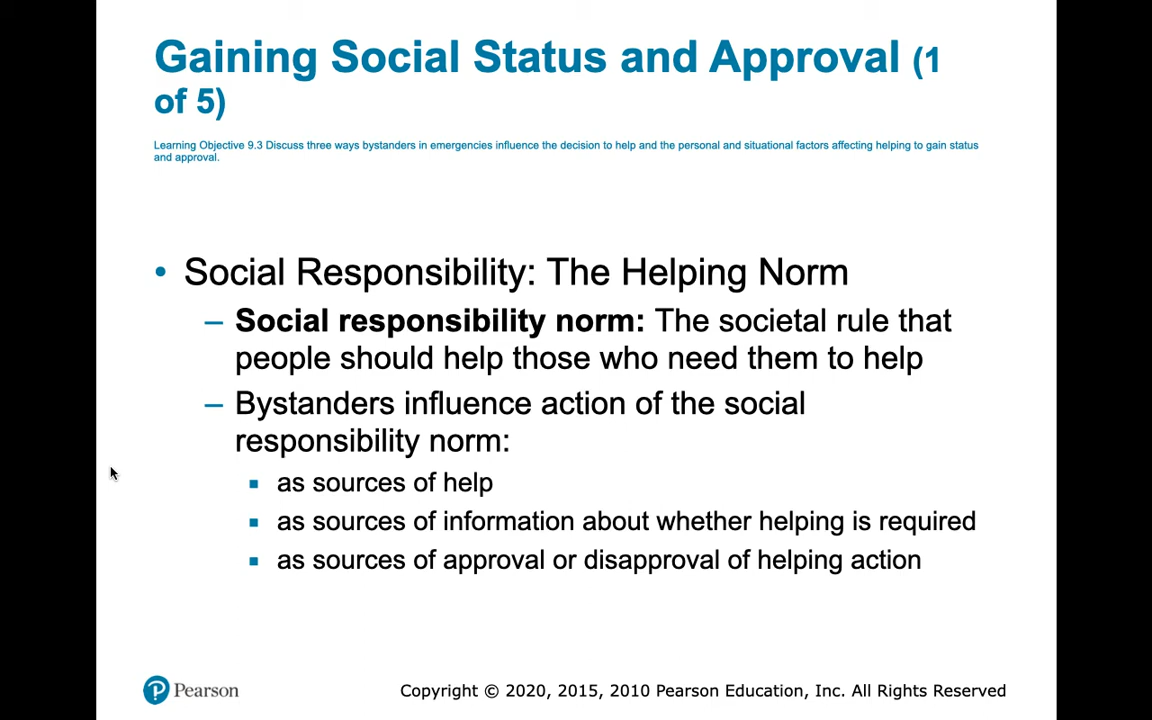 Gaining Social Status and Approval (1
of 5)
Learning Objective 9.3 Discuss three ways bystanders in emergencies influence the decision to help and the personal and situational factors affecting helping to gain status
and approval.
• Social Responsibility: The Helping Norm
– Social responsibility norm: The societal rule that
people should help those who need them to help
– Bystanders influence action of the social
responsibility norm:
▪ as sources of help
▪ as sources of information about whether helping is required
▪ as sources of approval or disapproval of helping action
Pearson
Copyright © 2020, 2015, 2010 Pearson Education, Inc. All Rights Reserved